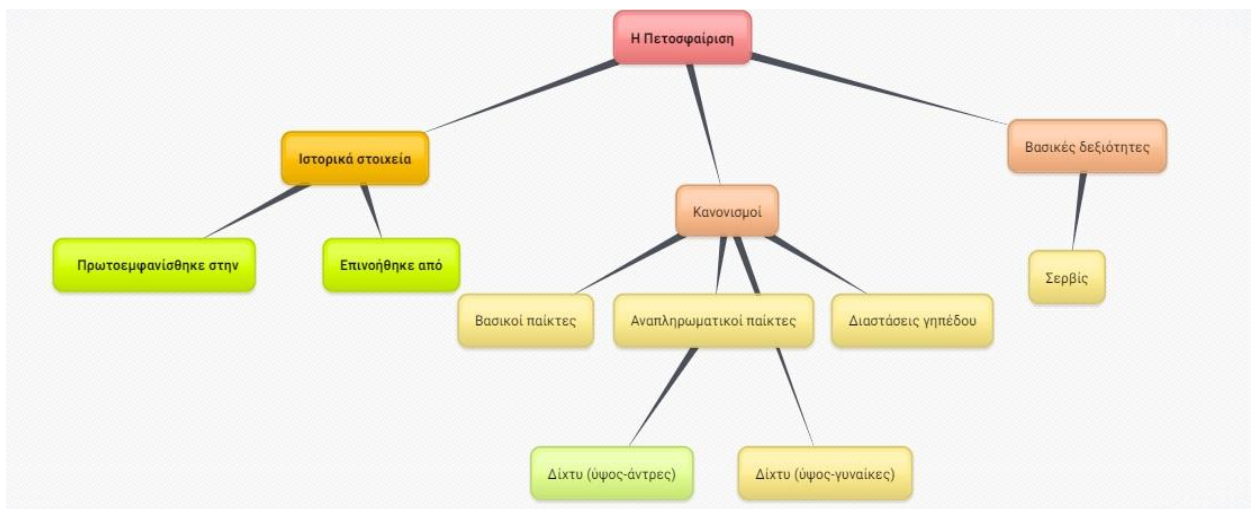 Η Πετοσφαίριση
Ιστορικά στοιχεία
Βασικές δεξιότητες
Κανονισμοί
Πρωτοεμφανίσθηκε στην
Επινοήθηκε από
Σερβίς
Βασικοί παίκτες
Αναπληρωματικοί παίκτες
Διαστάσεις γηπέδου
Δίχτυ (ύψος-άντρες)
Δίχτυ (ύψος-γυναίκες)